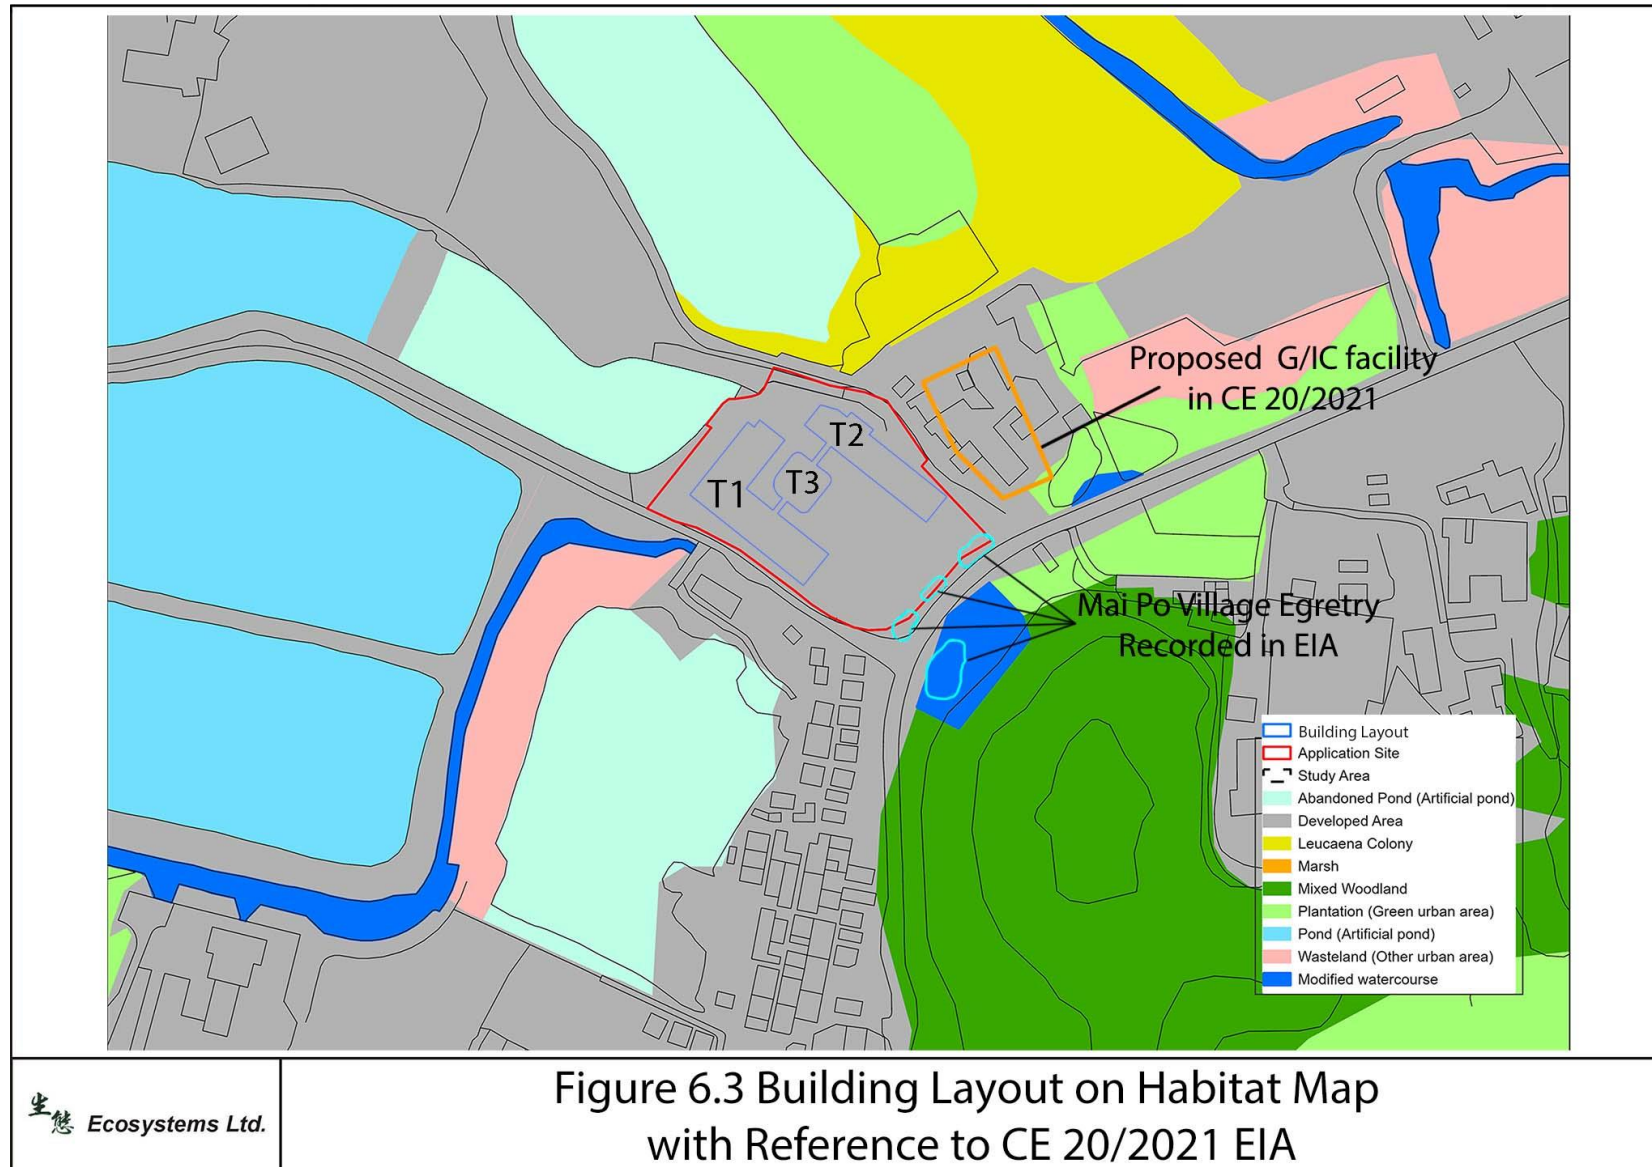 Proposed G/IC facility
in CE 20/2021
T2
T1
T3
Mai Po Village Egretry
Recorded in EIA
Building Layout
Application Site
Study Area
Abandoned Pond (Artificial pond)
Developed Area
Leucaena Colony
Marsh
Mixed Woodland
Plantation (Green urban area)
Pond (Artificial pond)
Wasteland (Other urban area)
Modified watercourse
生態 Ecosystems Ltd.
Figure 6.3 Building Layout on Habitat Map
with Reference to CE 20/2021 EIA